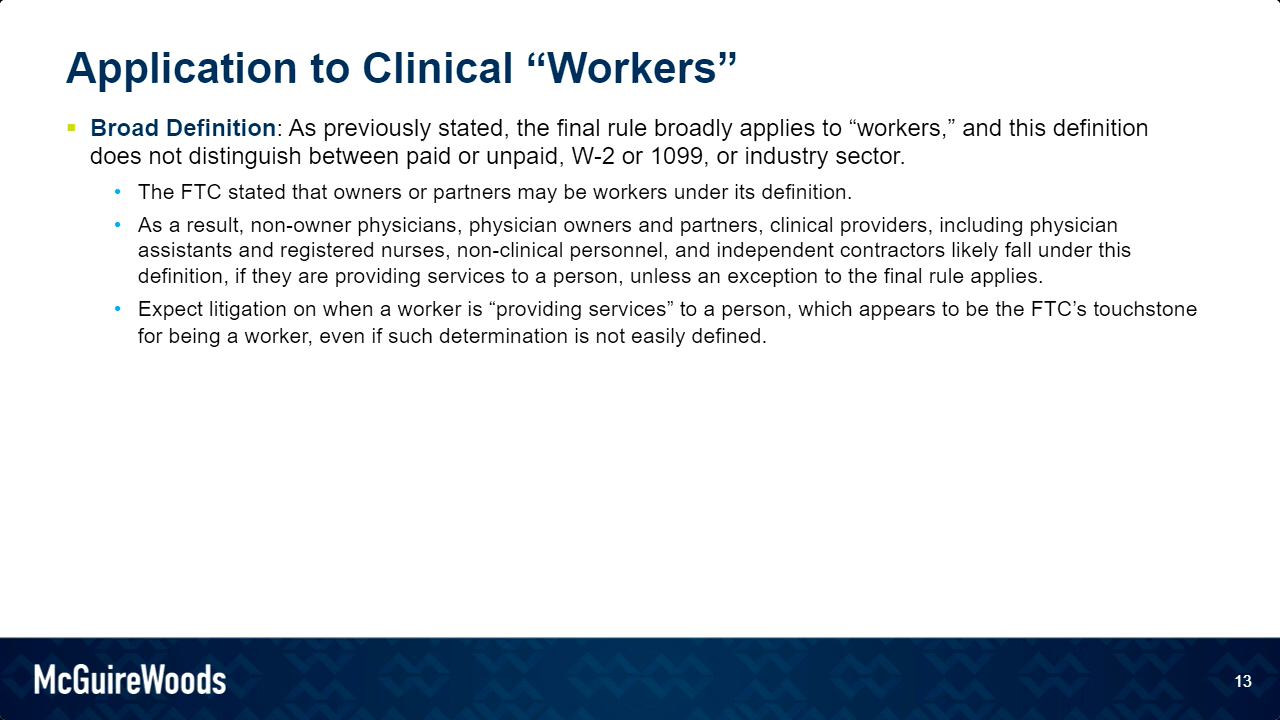 Application to Clinical “Workers”
▪ Broad Definition: As previously stated, the final rule broadly applies to “workers,” and this definition
does not distinguish between paid or unpaid, W-2 or 1099, or industry sector.
• The FTC stated that owners or partners may be workers under its definition.
• As a result, non-owner physicians, physician owners and partners, clinical providers, including physician
assistants and registered nurses, non-clinical personnel, and independent contractors likely fall under this
definition, if they are providing services to a person, unless an exception to the final rule applies.
• Expect litigation on when a worker is “providing services” to a person, which appears to be the FTC’s touchstone
for being a worker, even if such determination is not easily defined.
McGuireWoods
13